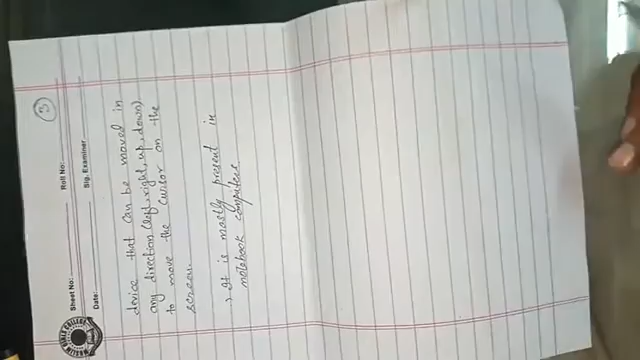 Sheet No:
Roll No:
Date:
Sig. Examiner
3
device that can be moved in
any direction (left, right, up, down)
to move the cursor on the
screen.
, It is mostly present in
notebook computers